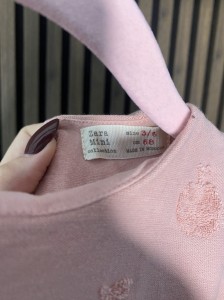 Zara SIZE 3/6
Mini cm 68
collection MADE IN